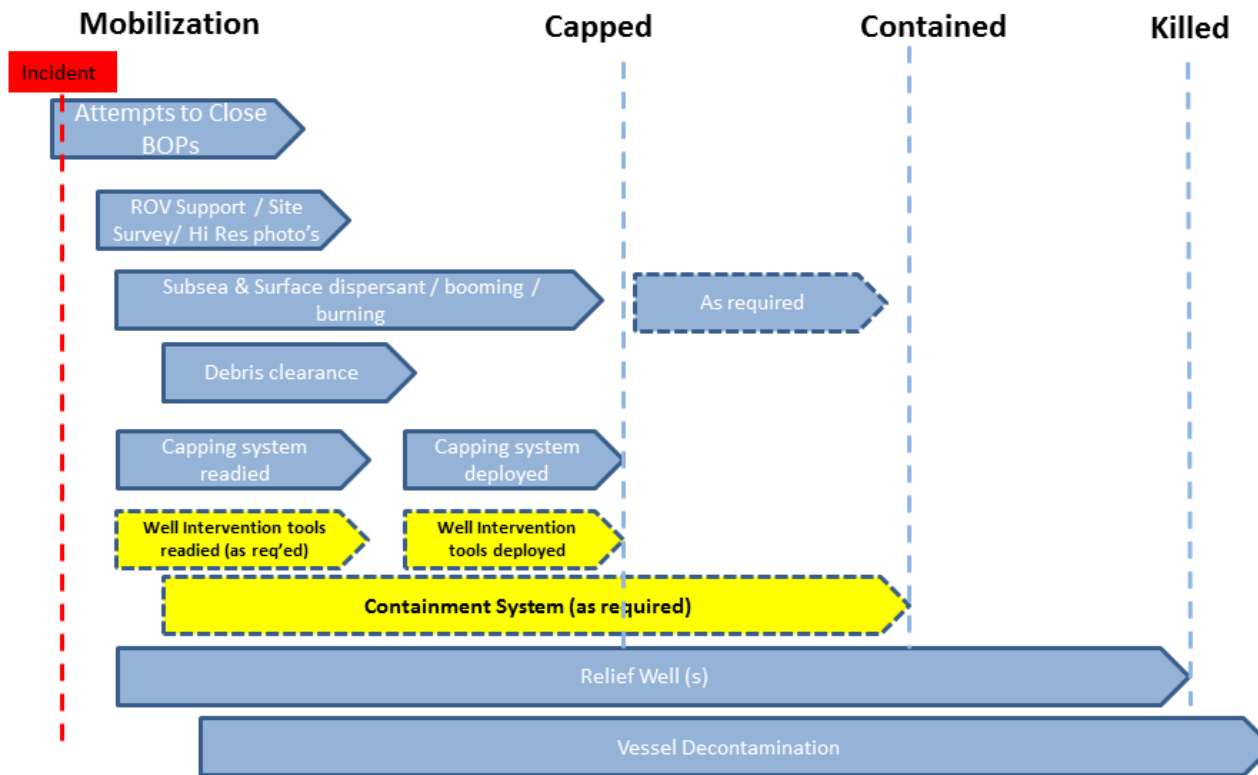 Mobilization
Capped
Contained
Killed
Incident
Attempts to Close
BOPs
ROV Support / Site
Survey/ Hi Res photo's
Subsea & Surface dispersant / booming /
burning
As required
Debris clearance
Capping system
readied
Capping system
deployed
Well Intervention tools
readied (as req'ed)
Well Intervention
tools deployed
Containment System (as required)
Relief Well (s)
Vessel Decontamination